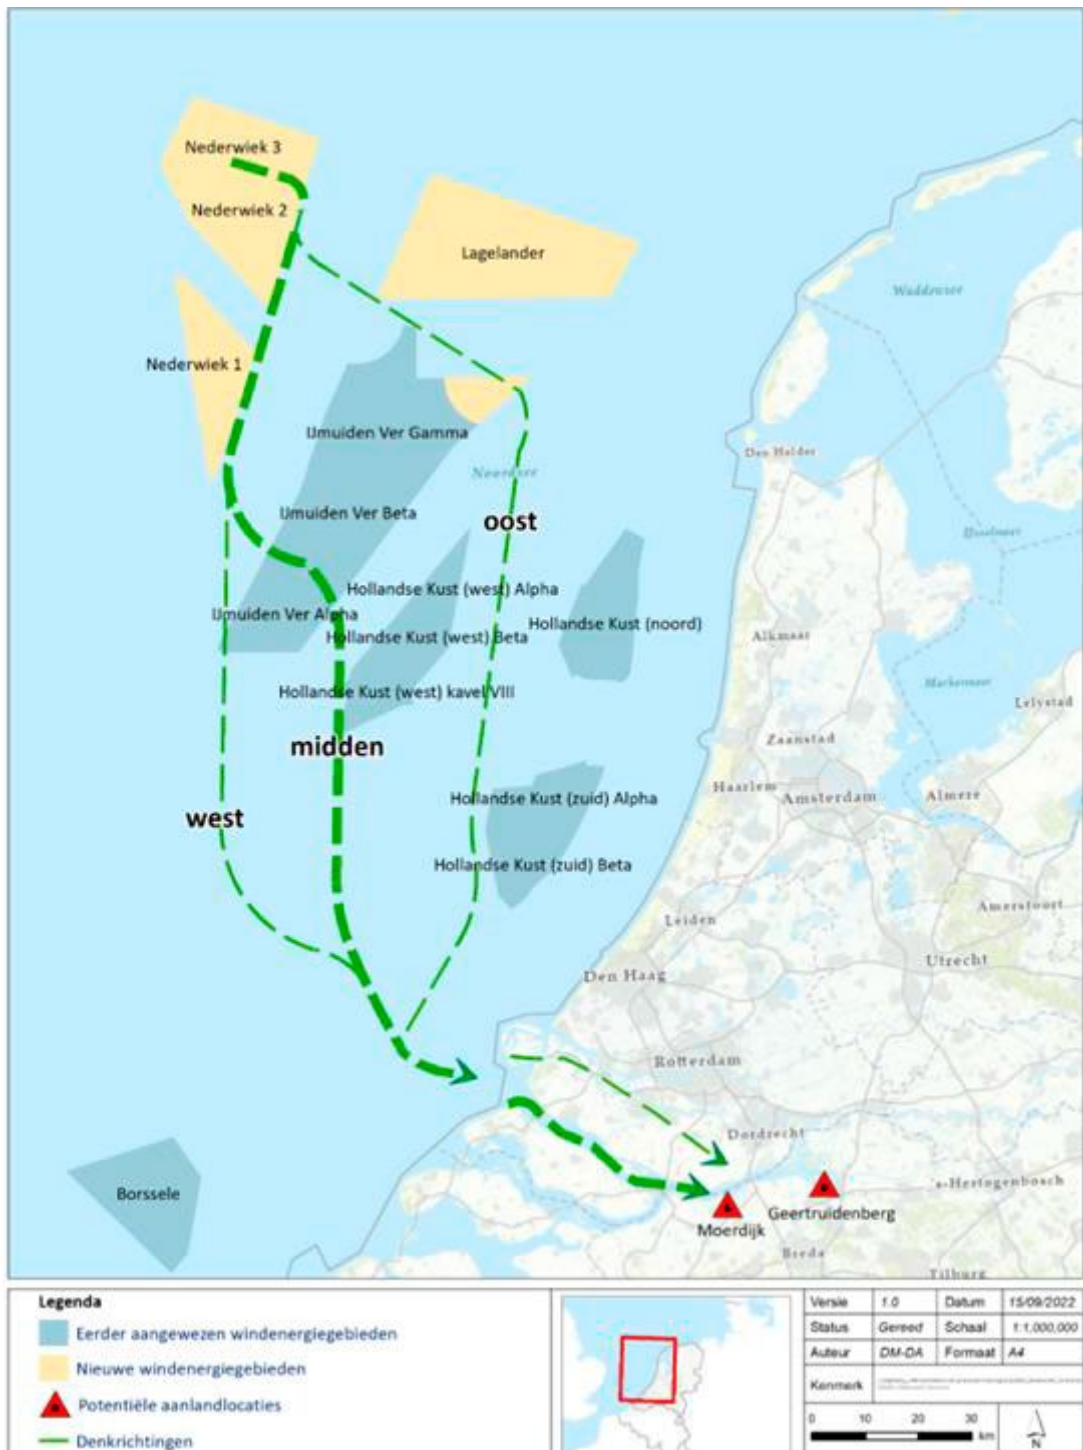 Nederwiek 3
Nederwiek 2
Lagelander
Waddenzee
Nederwiek 1
IJmuiden Ver Gamma
Den Helder
Noordzee
IJmuiden Ver Beta
oost
IJsselmeer
Hollandse Kust (west) Alpha
IJmuiden Ver Alpha
Hollandse Kust (noord)
Hollandse Kust (west) Beta
Alkmaar
Markermeer
Hollandse Kust (west) kavel VIII
Lelystad
midden
Zaanstad
Haarlem
Amsterdam
Almere
Hollandse Kust (zuid) Alpha
west
Hollandse Kust (zuid) Beta
Amersfoort
Leiden
Utrecht
Den Haag
Rotterdam
Dordrecht
's-Hertogenbosch
Borssele
Geertruidenberg
Moerdijk
Breda
Tilburg
Legenda
Eerder aangewezen windenergiegebieden
Nieuwe windenergiegebieden
Potentiële aanlandlocaties
Denkrichtingen
Versie 1.0 Datum 15/09/2022
Status Gereed Schaal 1:1,000,000
Auteur DM-DA Formaat A4
Kenmerk
0 10 20 30
km
N